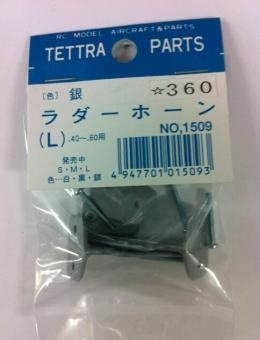 RC MODEL AIRCRAFT&PARTS
TETTRA PARTS
〔色〕 銀
☆360
ラダーホーン
(L) .40〜.60用
NO,1509
発売中
S・M・L
色…白・黒・銀
4 947701 015093